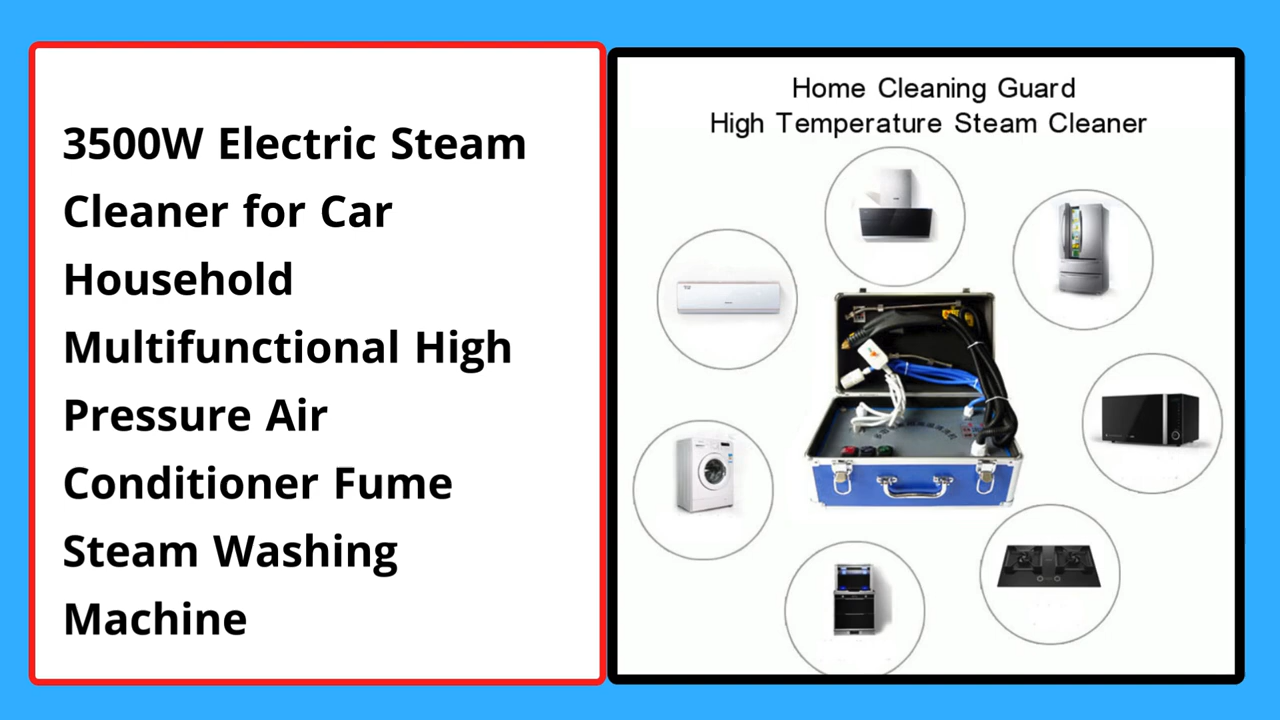 3500W Electric Steam
Cleaner for Car
Household
Multifunctional High
Pressure Air
Conditioner Fume
Steam Washing
Machine
Home Cleaning Guard
High Temperature Steam Cleaner